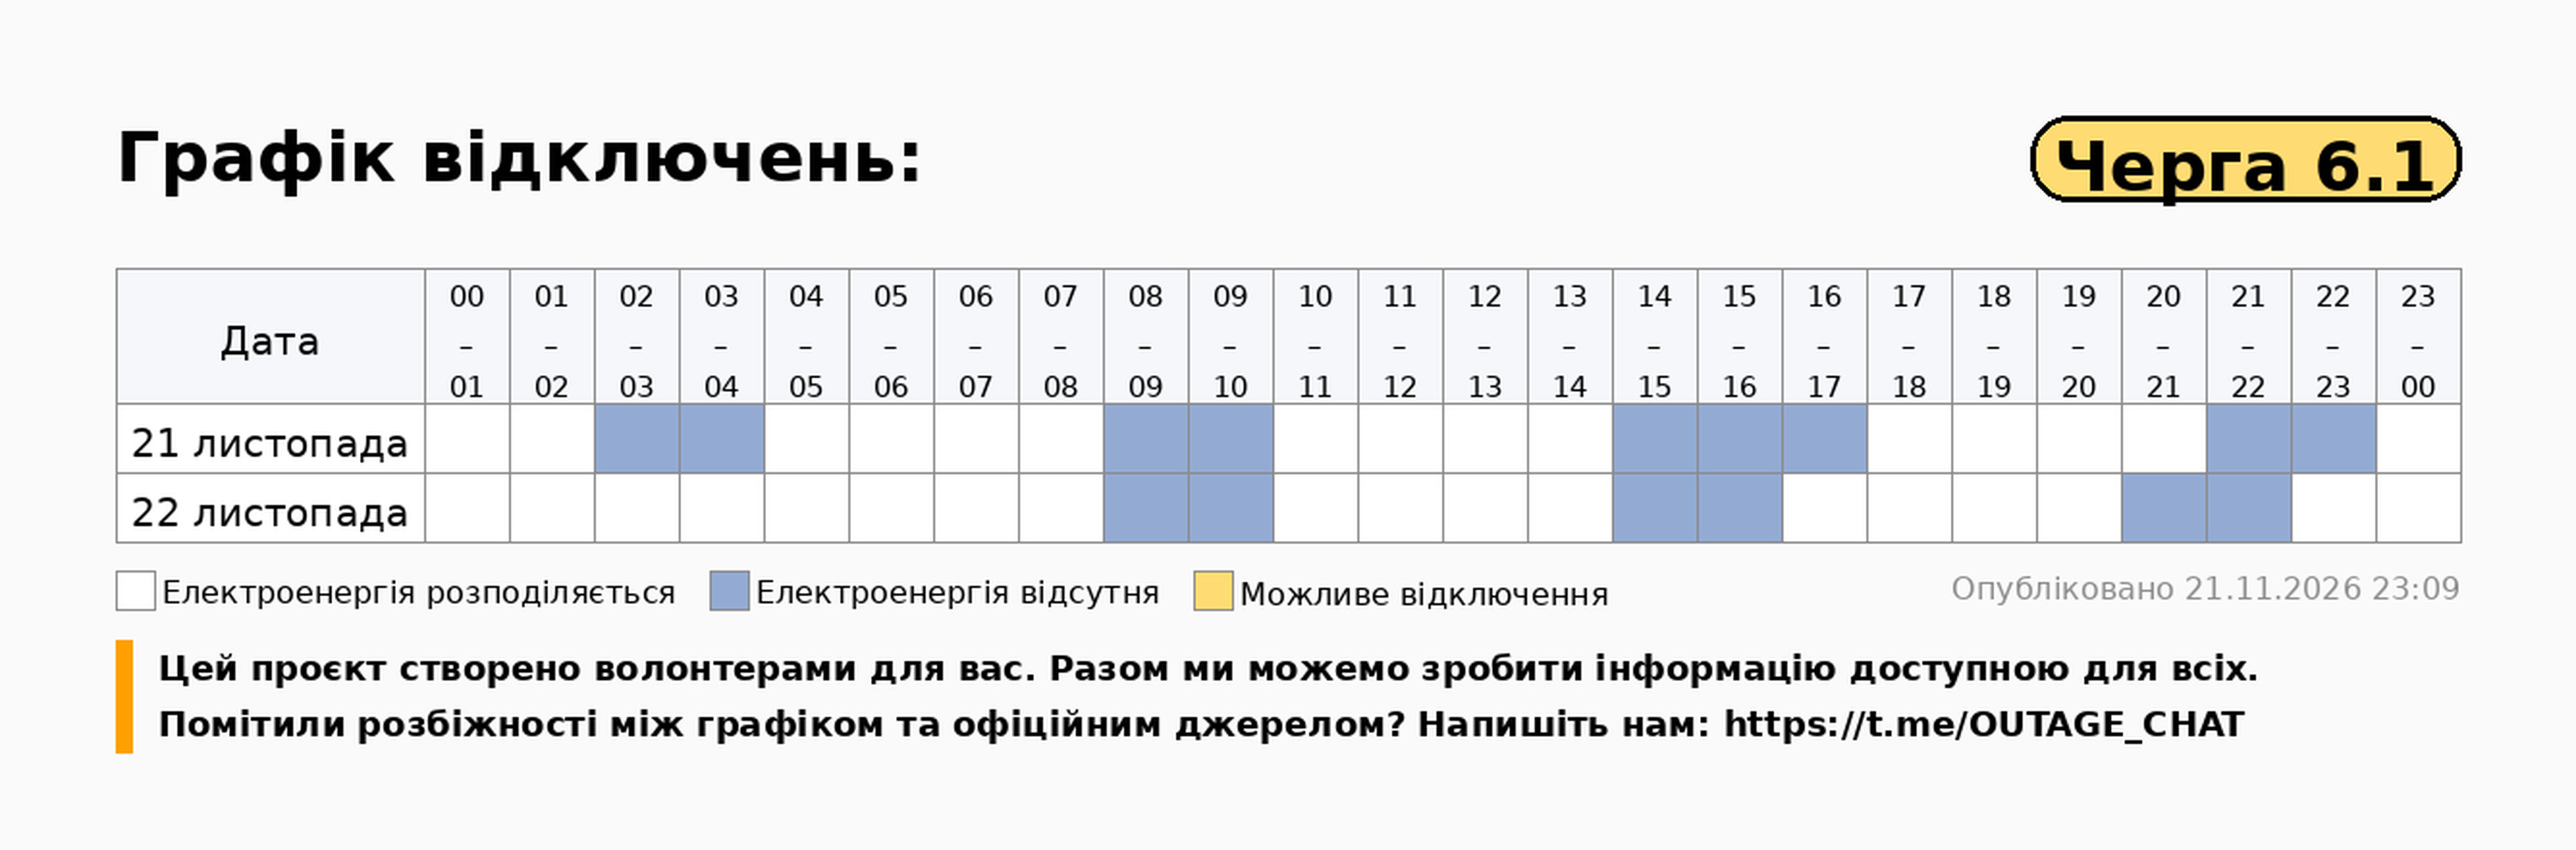 Графік відключень:
Черга 6.1
Дата 00 – 01 01 – 02 02 – 03 03 – 04 04 – 05 05 – 06 06 – 07 07 – 08 08 – 09 09 – 10 10 – 11 11 – 12 12 – 13 13 – 14 14 – 15 15 – 16 16 – 17 17 – 18 18 – 19 19 – 20 20 – 21 21 – 22 22 – 23 23 – 00
21 листопада
22 листопада
Електроенергія розподіляється Електроенергія відсутня Можливе відключення
Опубліковано 21.11.2026 23:09
Цей проєкт створено волонтерами для вас. Разом ми можемо зробити інформацію доступною для всіх.
Помітили розбіжності між графіком та офіційним джерелом? Напишіть нам: https://t.me/OUTAGE_CHAT